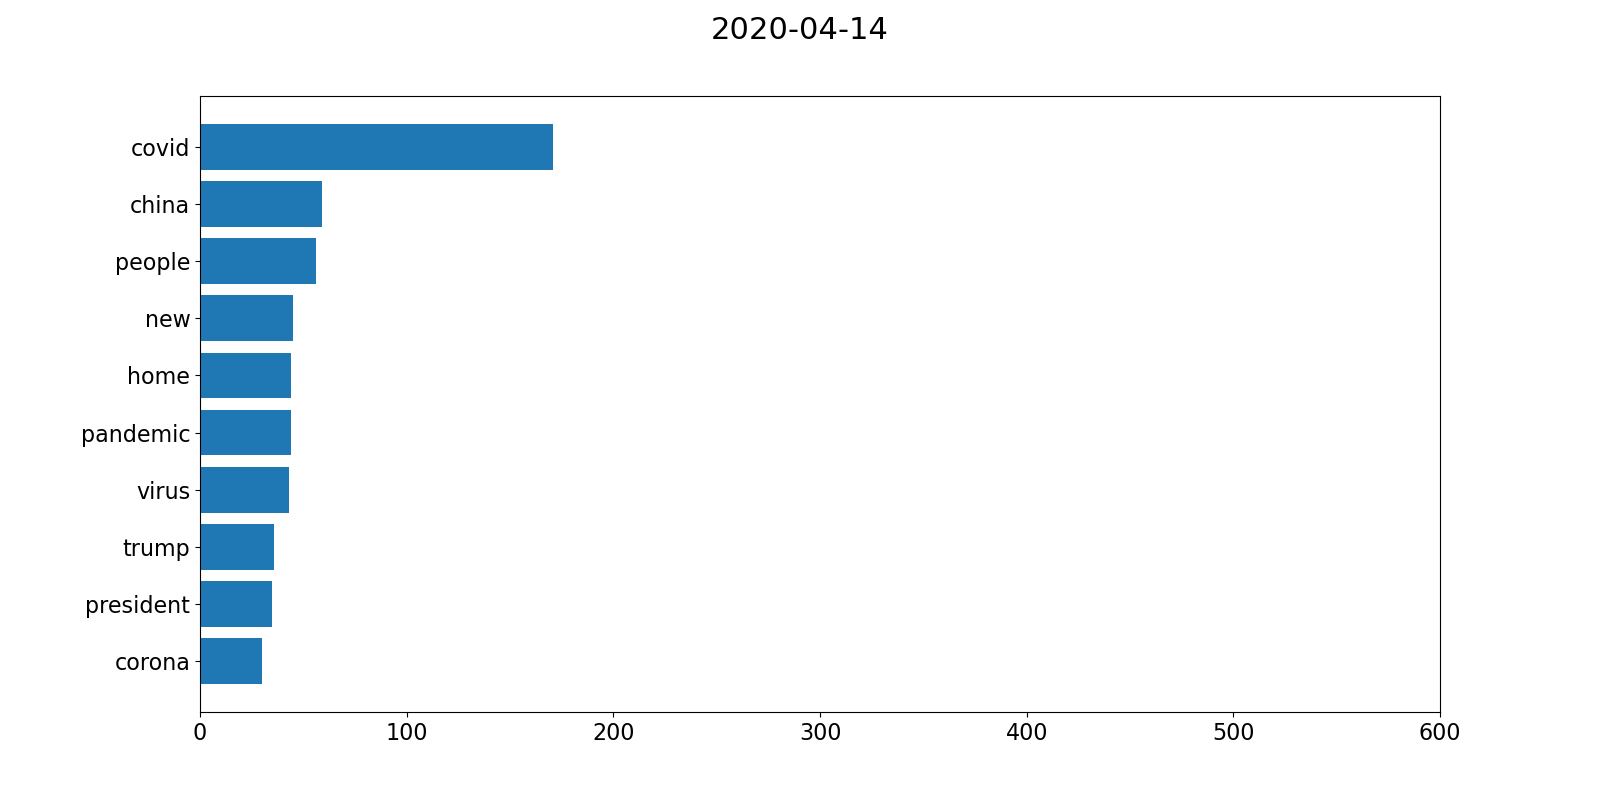 2020-04-14
covid
china
people
new
home
pandemic
virus
trump
president
corona
0 100 200 300 400 500 600